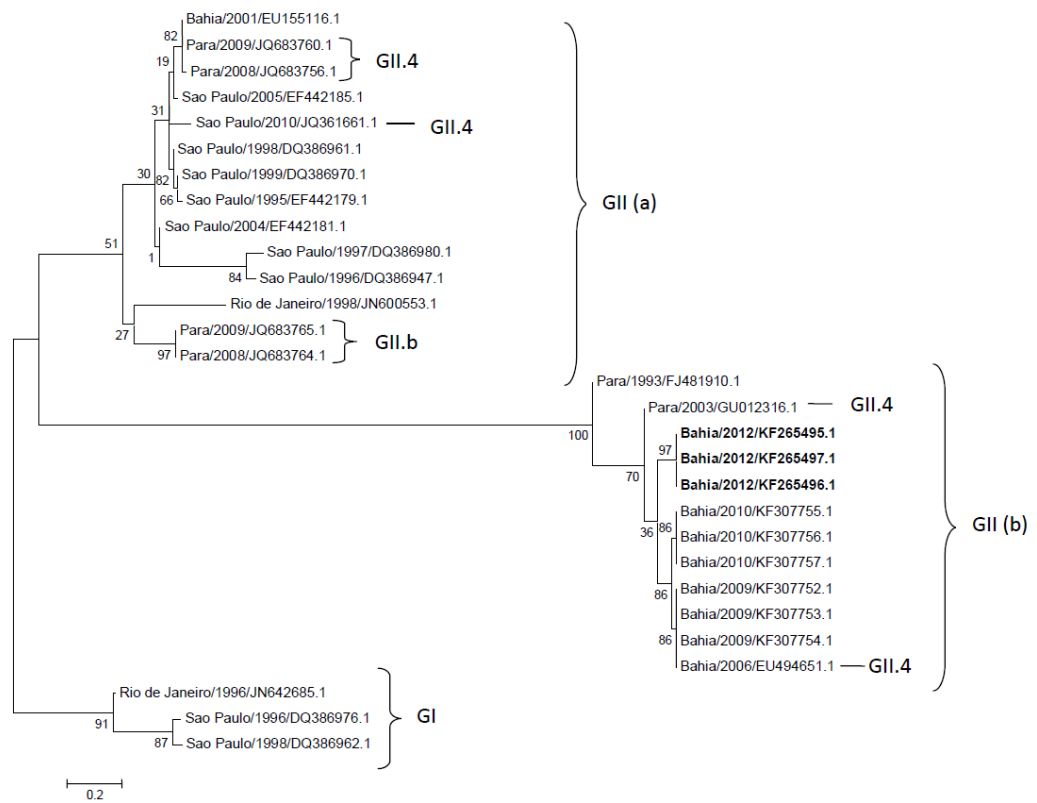 Bahia/2001/EU155116.1
82
Para/2009/JQ683760.1
GII.4
19
Para/2008/JQ683756.1
Sao Paulo/2005/EF442185.1
31
Sao Paulo/2010/JQ361661.1
GII.4
Sao Paulo/1998/DQ386961.1
30
82
Sao Paulo/1999/DQ386970.1
66
Sao Paulo/1995/EF442179.1
GII (a)
Sao Paulo/2004/EF442181.1
51
1
Sao Paulo/1997/DQ386980.1
84
Sao Paulo/1996/DQ386947.1
Rio de Janeiro/1998/JN600553.1
27
Para/2009/JQ683765.1
GII.b
97
Para/2008/JQ683764.1
Para/1993/FJ481910.1
Para/2003/GU012316.1
GII.4
100
Bahia/2012/KF265495.1
97
Bahia/2012/KF265497.1
70
Bahia/2012/KF265496.1
Bahia/2010/KF307755.1
36
86
Bahia/2010/KF307756.1
GII (b)
Bahia/2010/KF307757.1
86
Bahia/2009/KF307752.1
Bahia/2009/KF307753.1
86
Bahia/2009/KF307754.1
Bahia/2006/EU494651.1
GII.4
Rio de Janeiro/1996/JN642685.1
91
Sao Paulo/1996/DQ386976.1
GI
87
Sao Paulo/1998/DQ386962.1
0.2